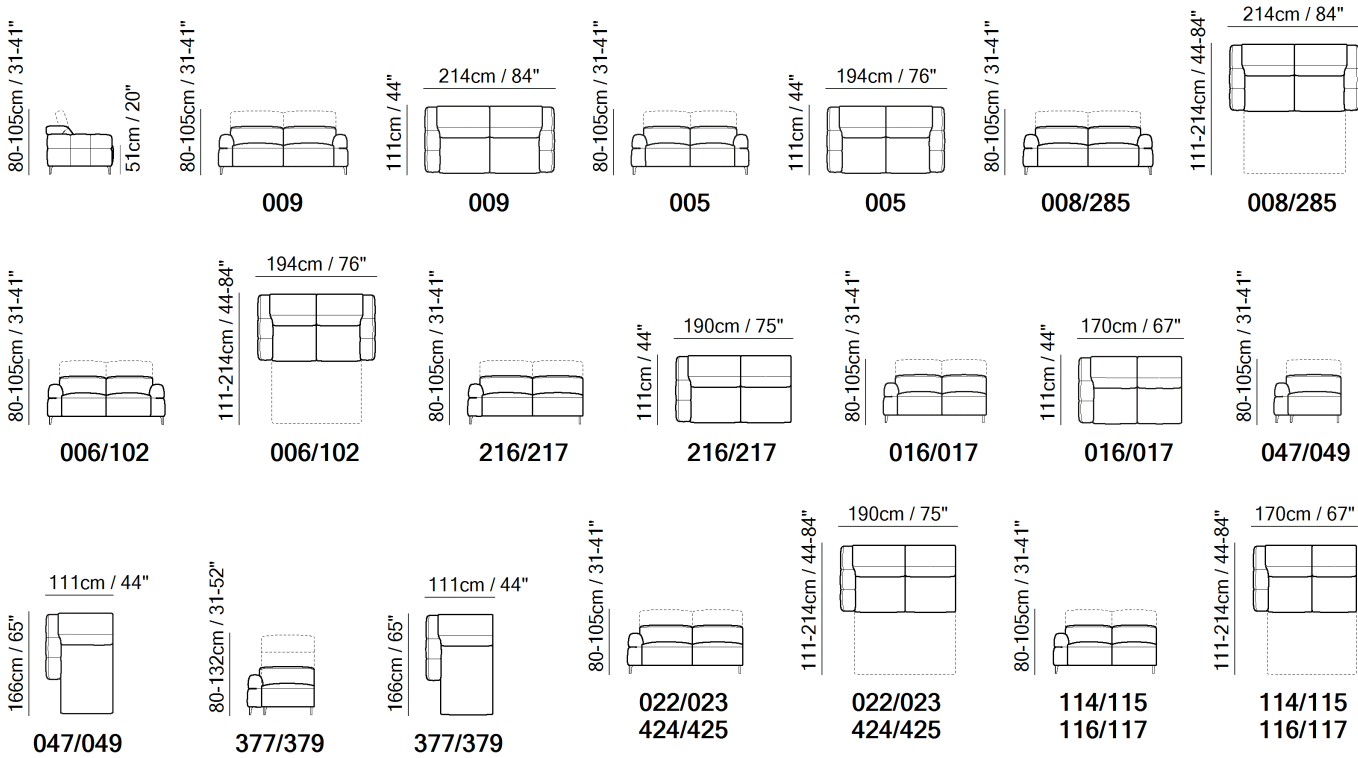 80-105cm / 31-41"
51cm / 20"
80-105cm / 31-41"
009
214cm / 84"
111cm / 44"
009
80-105cm / 31-41"
005
194cm / 76"
111cm / 44"
005
80-105cm / 31-41"
008/285
214cm / 84"
111-214cm / 44-84"
008/285
80-105cm / 31-41"
006/102
194cm / 76"
111-214cm / 44-84"
006/102
80-105cm / 31-41"
216/217
190cm / 75"
111cm / 44"
216/217
80-105cm / 31-41"
016/017
170cm / 67"
111cm / 44"
016/017
80-105cm / 31-41"
047/049
111cm / 44"
166cm / 65"
047/049
80-132cm / 31-52"
377/379
111cm / 44"
166cm / 65"
377/379
80-105cm / 31-41"
022/023
424/425
190cm / 75"
111-214cm / 44-84"
022/023
424/425
80-105cm / 31-41"
114/115
116/117
170cm / 67"
111-214cm / 44-84"
114/115
116/117